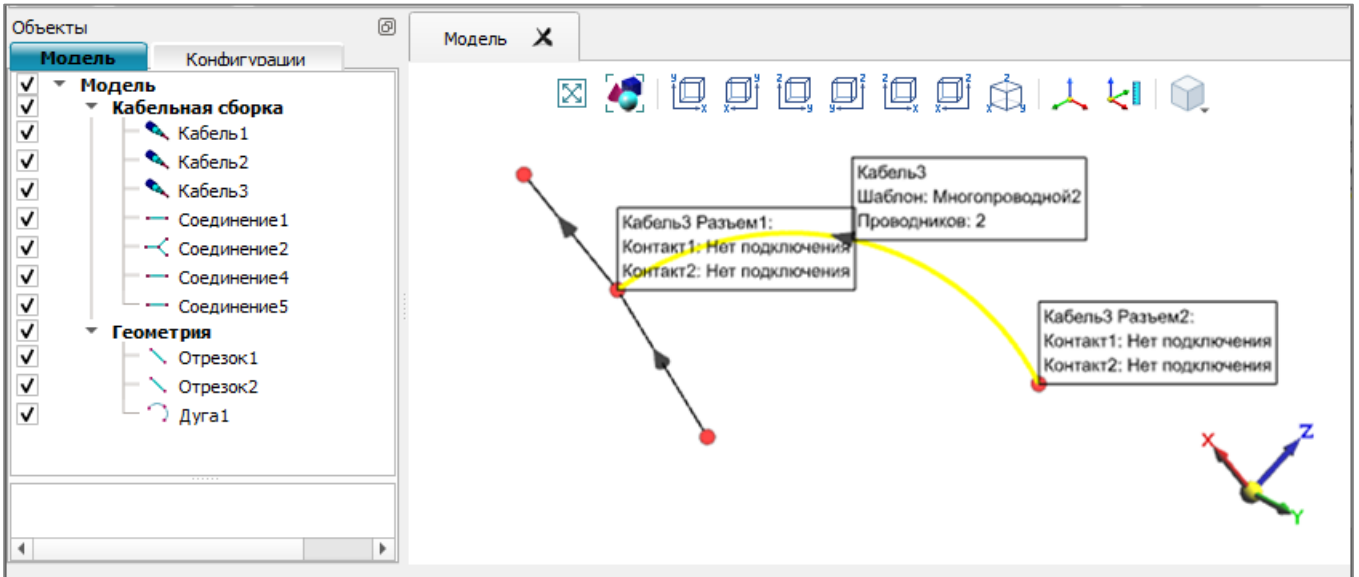 Объекты
Модель
Конфигурации
Модель
Кабельная сборка
Кабель1
Кабель2
Кабель3
Соединение1
Соединение2
Соединение4
Соединение5
Геометрия
Отрезок1
Отрезок2
Дуга1
Модель
y
x
y
x
z
y
z
y
z
x
z
x
z
x
y
Кабель3
Шаблон: Многопроводной2
Проводников: 2
Кабель3 Разъем1:
Контакт1: Нет подключения
Контакт2: Нет подключения
Кабель3 Разъем2:
Контакт1: Нет подключения
Контакт2: Нет подключения
X
Z
Y